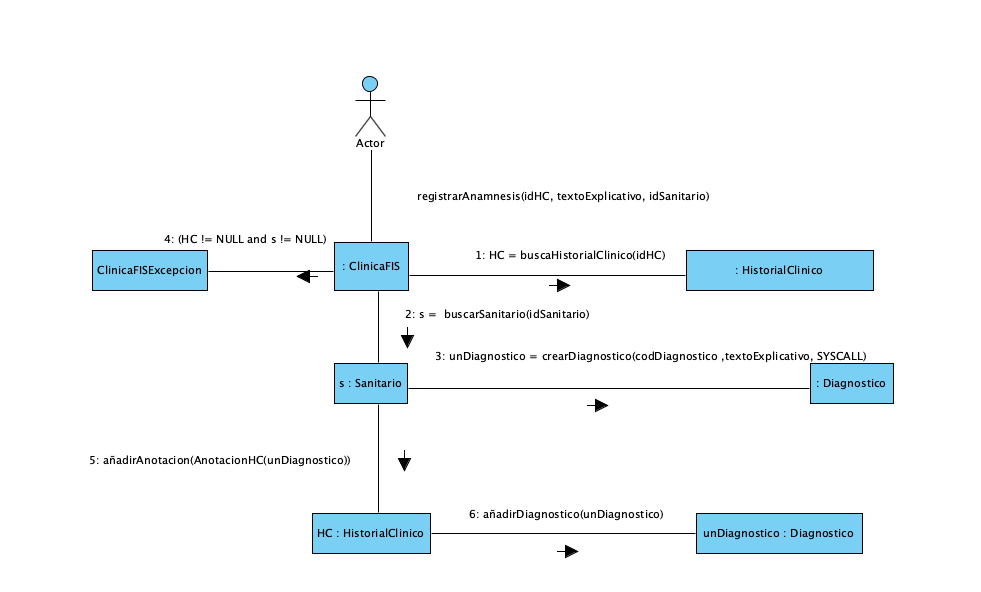 Actor
registrarAnamnesis(idHC, textoExplicativo, idSanitario)
4: (HC != NULL and s != NULL)
1: HC = buscaHistorialClinico(idHC)
ClinicaFISExcepcion
: ClinicaFIS
: HistorialClinico
2: s =  buscarSanitario(idSanitario)
3: unDiagnostico = crearDiagnostico(codDiagnostico ,textoExplicativo, SYSCALL)
s : Sanitario
: Diagnostico
5: añadirAnotacion(AnotacionHC(unDiagnostico))
6: añadirDiagnostico(unDiagnostico)
HC : HistorialClinico
unDiagnostico : Diagnostico